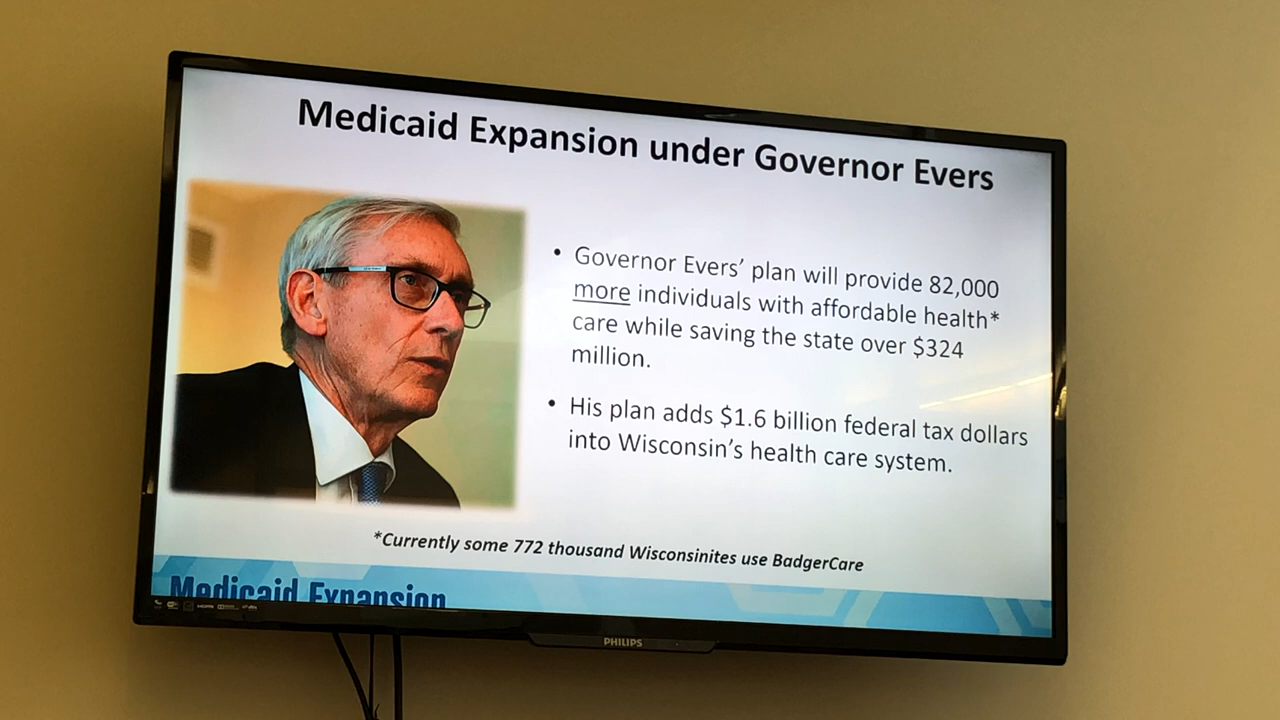 Medicaid Expansion under Governor Evers
• Governor Evers’ plan will provide 82,000
more individuals with affordable health*
care while saving the state over $324
million.
• His plan adds $1.6 billion federal tax dollars
into Wisconsin’s health care system.
*Currently some 772 thousand Wisconsinites use BadgerCare
Medicaid Expansion
PHILIPS